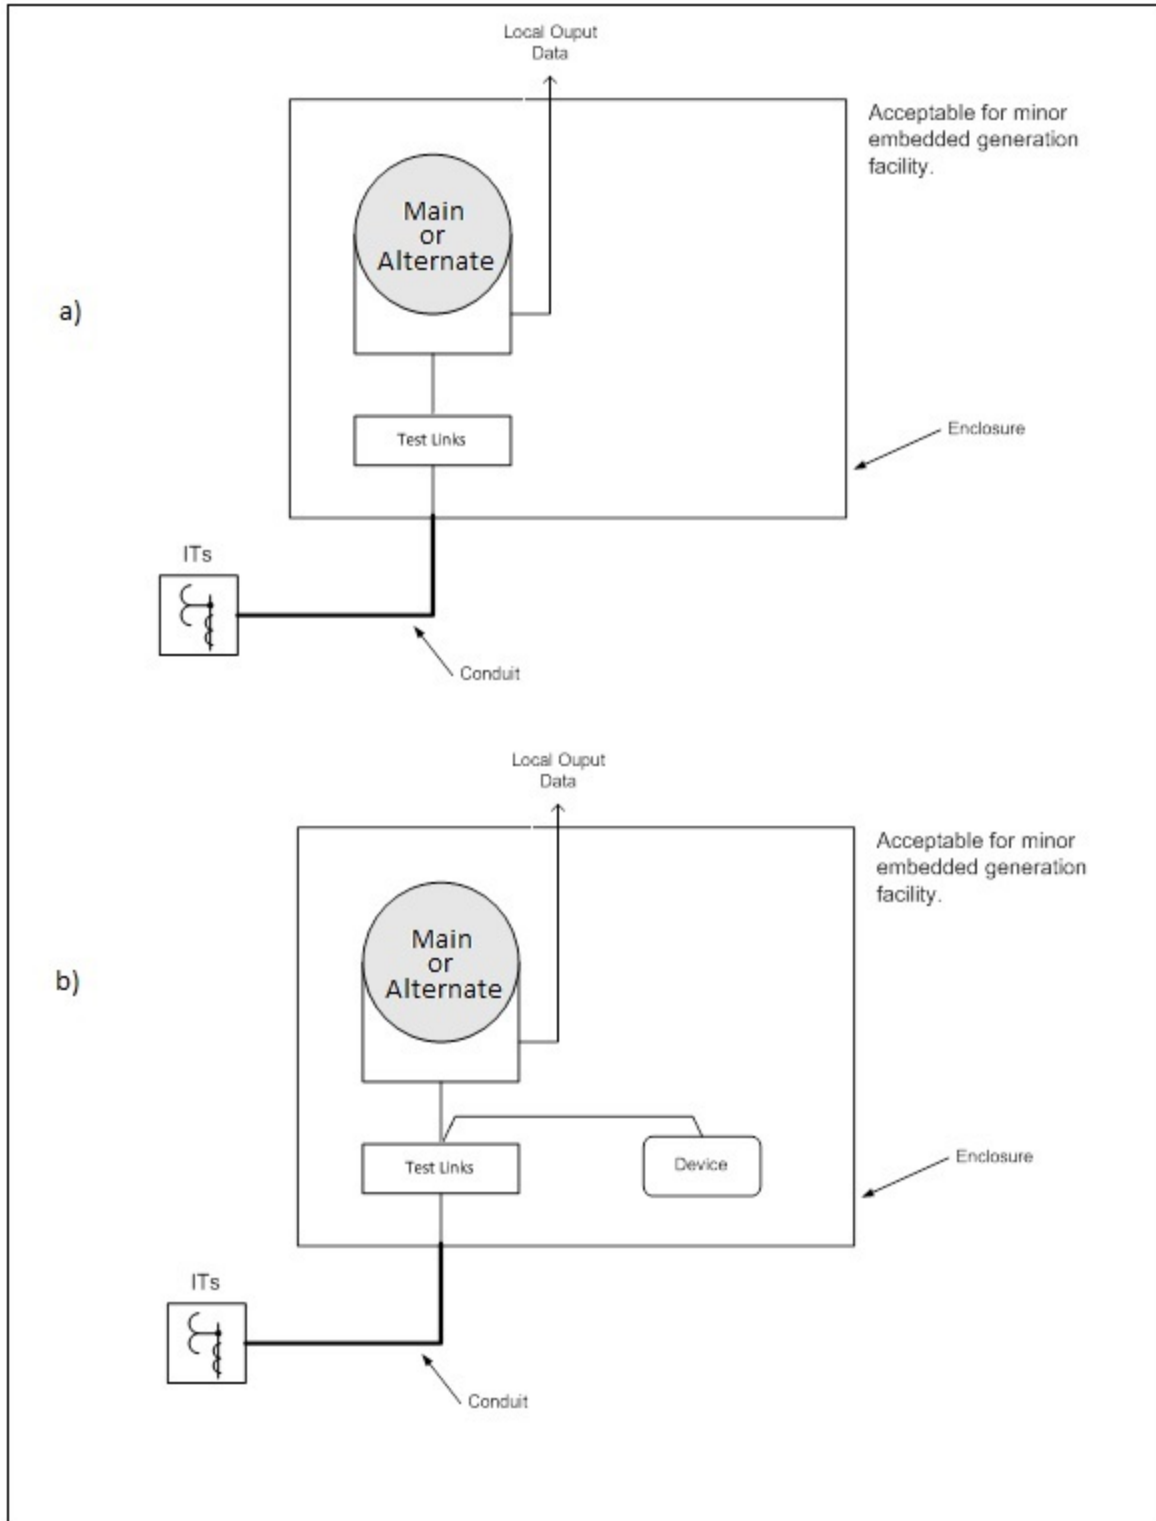 Local Ouput
Data
Acceptable for minor
embedded generation
facility.
Main
or
Alternate
a)
Test Links
Enclosure
ITs
Conduit
Local Ouput
Data
Acceptable for minor
embedded generation
facility.
Main
or
Alternate
b)
Test Links
Device
Enclosure
ITs
Conduit